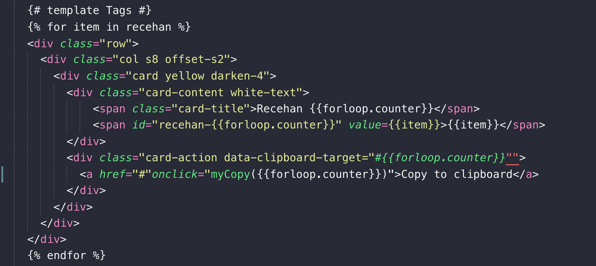 {# template Tags #}
{% for item in recehan %}
<div class="row">
<div class="col s8 offset-s2">
<div class="card yellow darken-4">
<div class="card-content white-text">
<span class="card-title">Recehan {{forloop.counter}}</span>
<span id="recehan-{{forloop.counter}}" value={{item}}>{{item}}</span>
</div>
<div class="card-action data-clipboard-target="#{{forloop.counter}}"">
<a href="#"onclick="myCopy({{forloop.counter}})">Copy to clipboard</a>
</div>
</div>
</div>
</div>
{% endfor %}